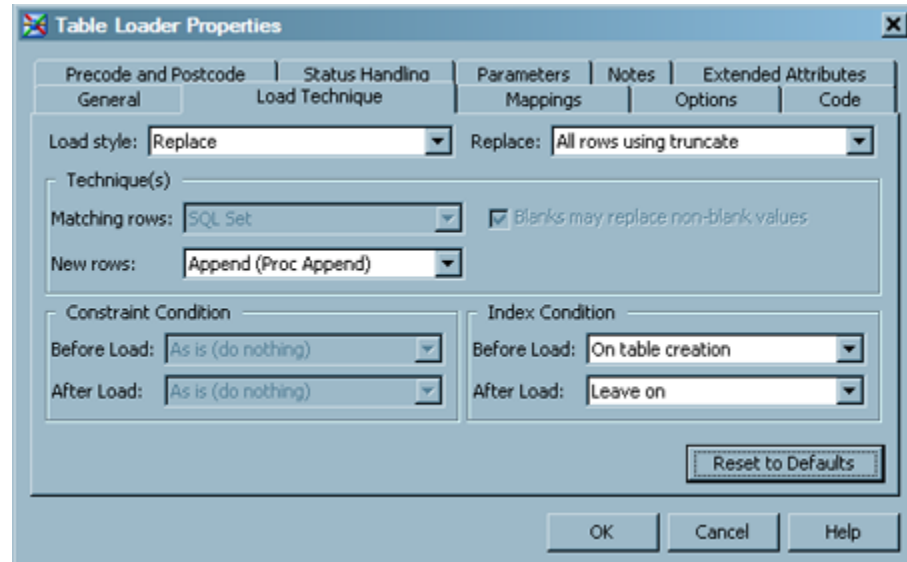 Table Loader Properties
Precode and Postcode Status Handling Parameters Notes Extended Attributes
General Load Technique Mappings Options Code
Load style: Replace Replace: All rows using truncate
Technique(s)
Matching rows: SQL Set Blanks may replace non-blank values
New rows: Append (Proc Append)
Constraint Condition Index Condition
Before Load: As is (do nothing) Before Load: On table creation
After Load: As is (do nothing) After Load: Leave on
Reset to Defaults
OK Cancel Help